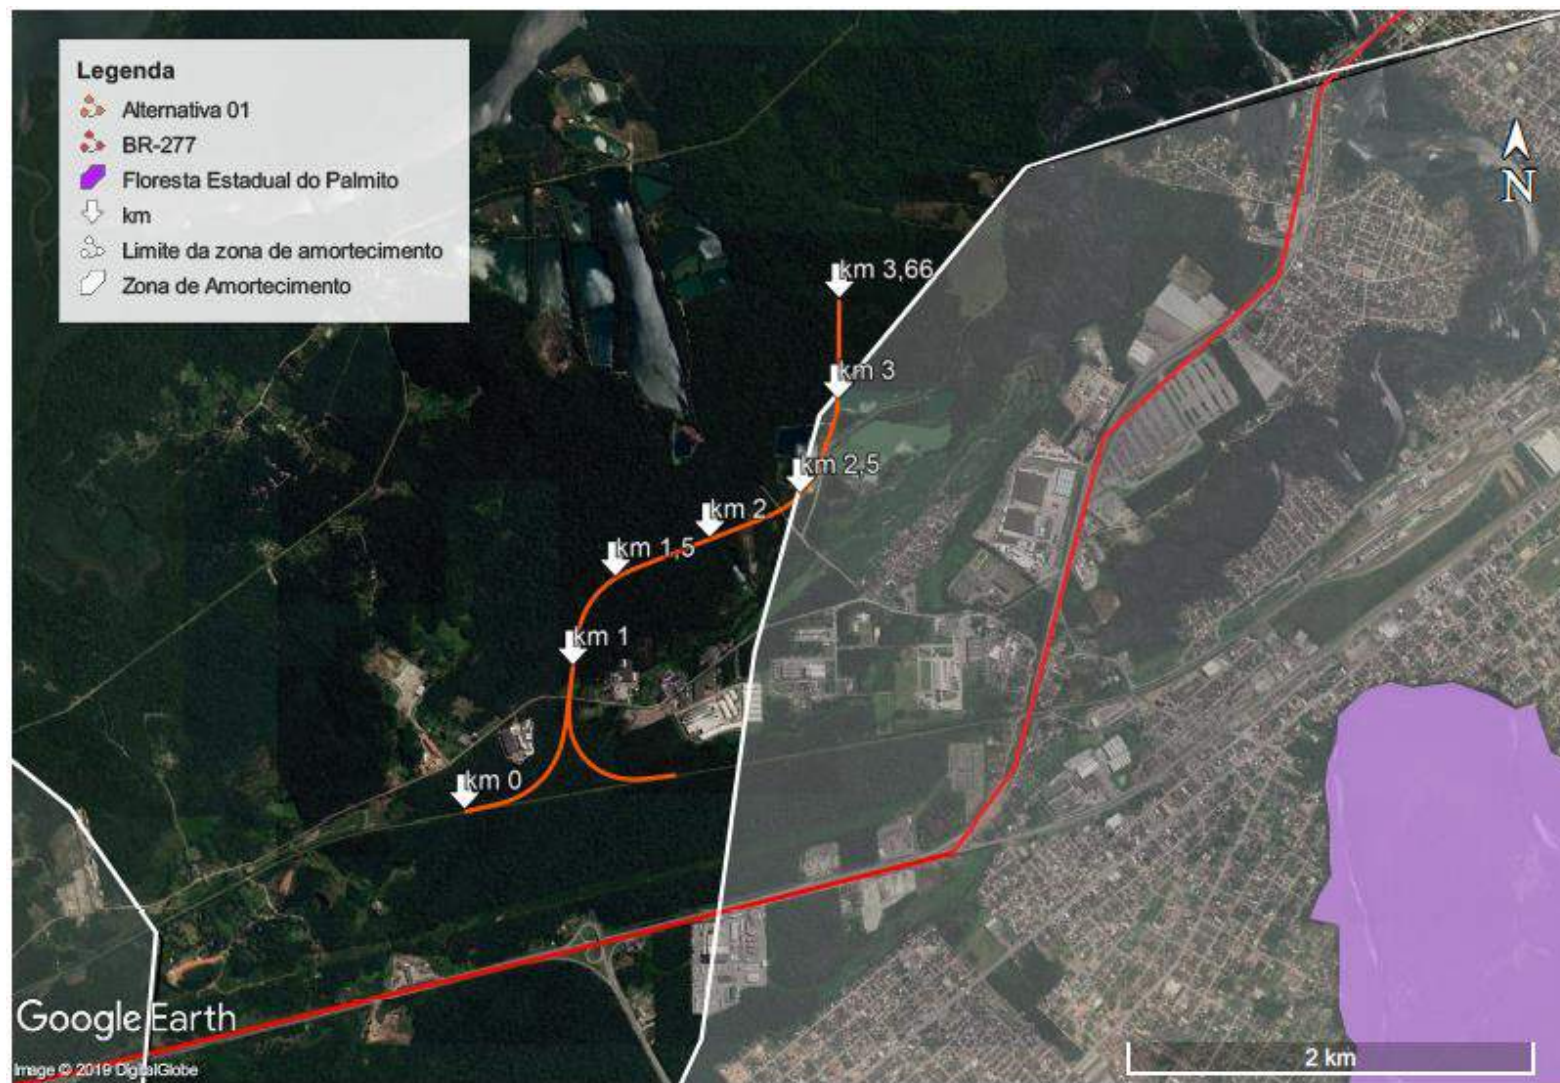 Legenda
Alternativa 01
BR-277
Floresta Estadual do Palmito
km
Limite da zona de amortecimento
Zona de Amortecimento
N
km 3,66
km 3
km 2,5
km 2
km 1,5
km 1
km 0
Google Earth
Image © 2019 DigitalGlobe
2 km